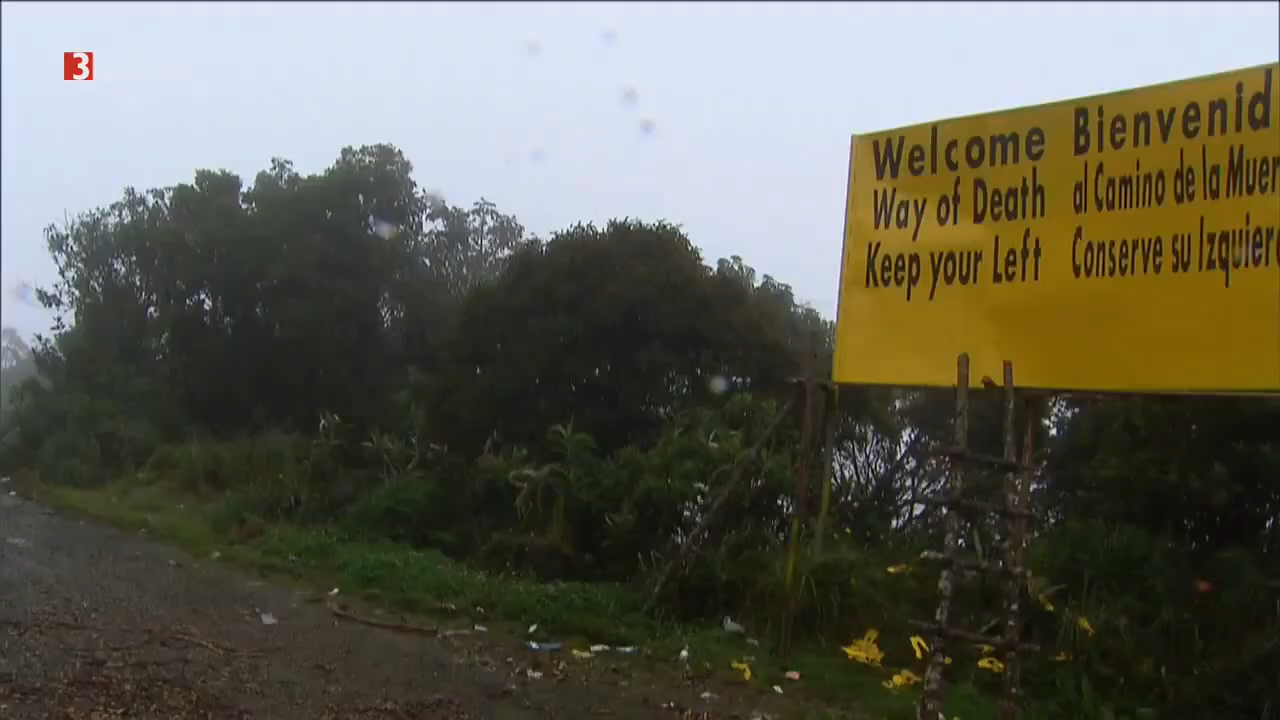 3
Welcome Bienvenid
Way of Death al Camino de la Muer
Keep your Left Conserve su Izquier